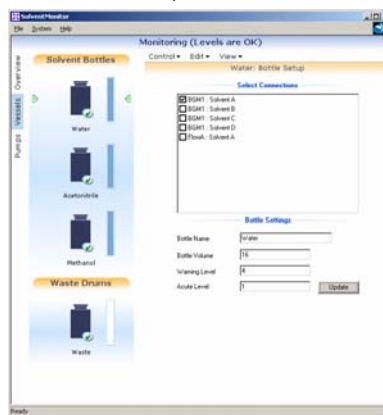 SolventMonitor
File System Help
Monitoring (Levels are OK)
Overview
Vessels
Pumps
Solvent Bottles
Water
Acetonitrile
Methanol
Waste Drums
Waste
Control Edit View
Water: Bottle Setup
Select Connections
BGM1 : Solvent A
BGM1 : Solvent B
BGM1 : Solvent C
BGM1 : Solvent D
FlowA : Solvent A
Bottle Settings
Bottle Name Water
Bottle Volume 16
Warning Level 4
Acute Level 1 Update
Ready